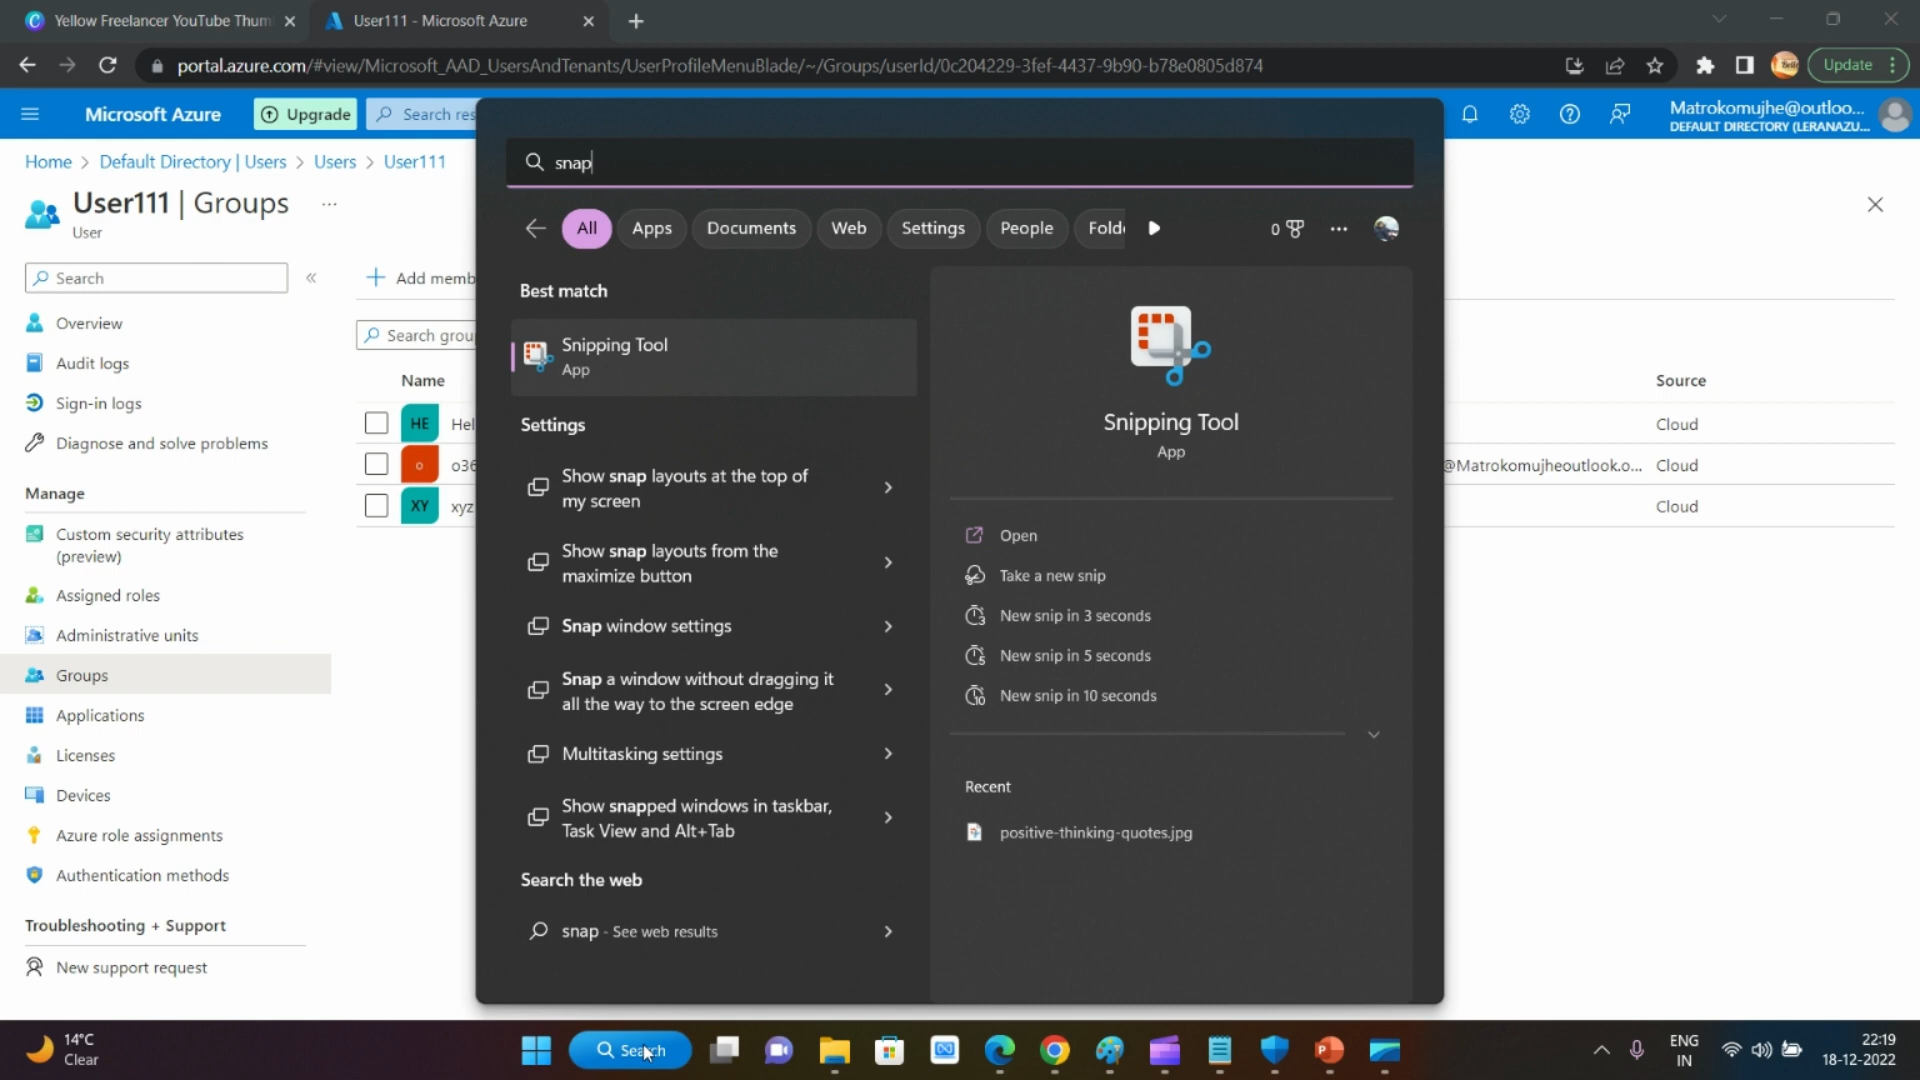 Yellow Freelancer YouTube Thum
User111 - Microsoft Azure
portal.azure.com/#view/Microsoft_AAD_UsersAndTenants/UserProfileMenuBlade/~/Groups/userId/0c204229-3fef-4437-9b90-b78e0805d874
Update
Microsoft Azure
Upgrade
Search res
Matrokomujhe@outloo...
DEFAULT DIRECTORY (LERANAZU...
Home > Default Directory | Users > Users > User111
User111 | Groups ...
User
Search
«
Add memb
Search grou
Overview
Audit logs
Sign-in logs
Diagnose and solve problems
Manage
Custom security attributes
(preview)
Assigned roles
Administrative units
Groups
Applications
Licenses
Devices
Azure role assignments
Authentication methods
Troubleshooting + Support
New support request
Name
Source
HE
Hel
Cloud
o
o36
@Matrokomujheoutlook.o...
Cloud
XY
xyz
Cloud
snap
All
Apps
Documents
Web
Settings
People
Folde
0
...
Best match
Snipping Tool
App
Settings
Show snap layouts at the top of
my screen
Show snap layouts from the
maximize button
Snap window settings
Snap a window without dragging it
all the way to the screen edge
Multitasking settings
Show snapped windows in taskbar,
Task View and Alt+Tab
Search the web
snap - See web results
Snipping Tool
App
Open
Take a new snip
3
New snip in 3 seconds
5
New snip in 5 seconds
10
New snip in 10 seconds
Recent
positive-thinking-quotes.jpg
14°C
Clear
Search
P
ENG
IN
22:19
18-12-2022